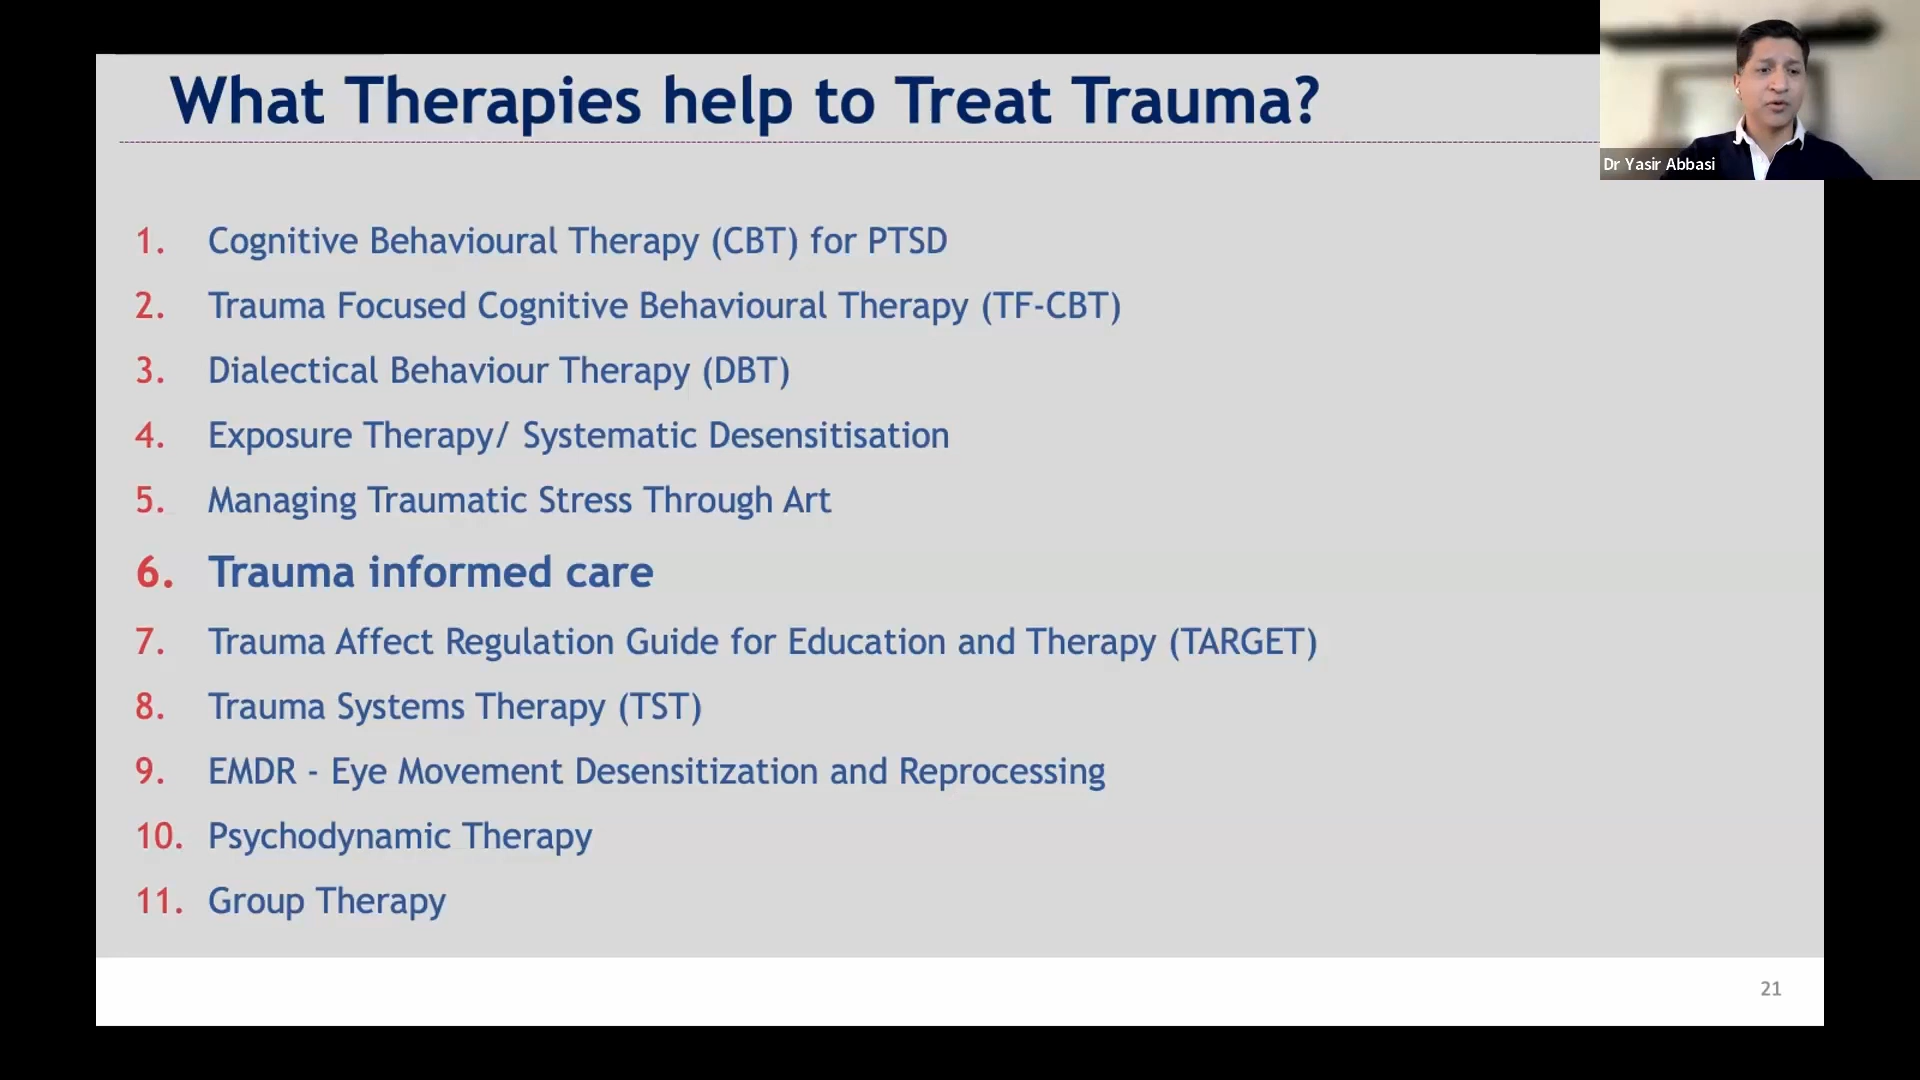 What Therapies help to Treat Trauma?
Dr Yasir Abbasi
1. Cognitive Behavioural Therapy (CBT) for PTSD
2. Trauma Focused Cognitive Behavioural Therapy (TF-CBT)
3. Dialectical Behaviour Therapy (DBT)
4. Exposure Therapy/ Systematic Desensitisation
5. Managing Traumatic Stress Through Art
6. Trauma informed care
7. Trauma Affect Regulation Guide for Education and Therapy (TARGET)
8. Trauma Systems Therapy (TST)
9. EMDR - Eye Movement Desensitization and Reprocessing
10. Psychodynamic Therapy
11. Group Therapy
21